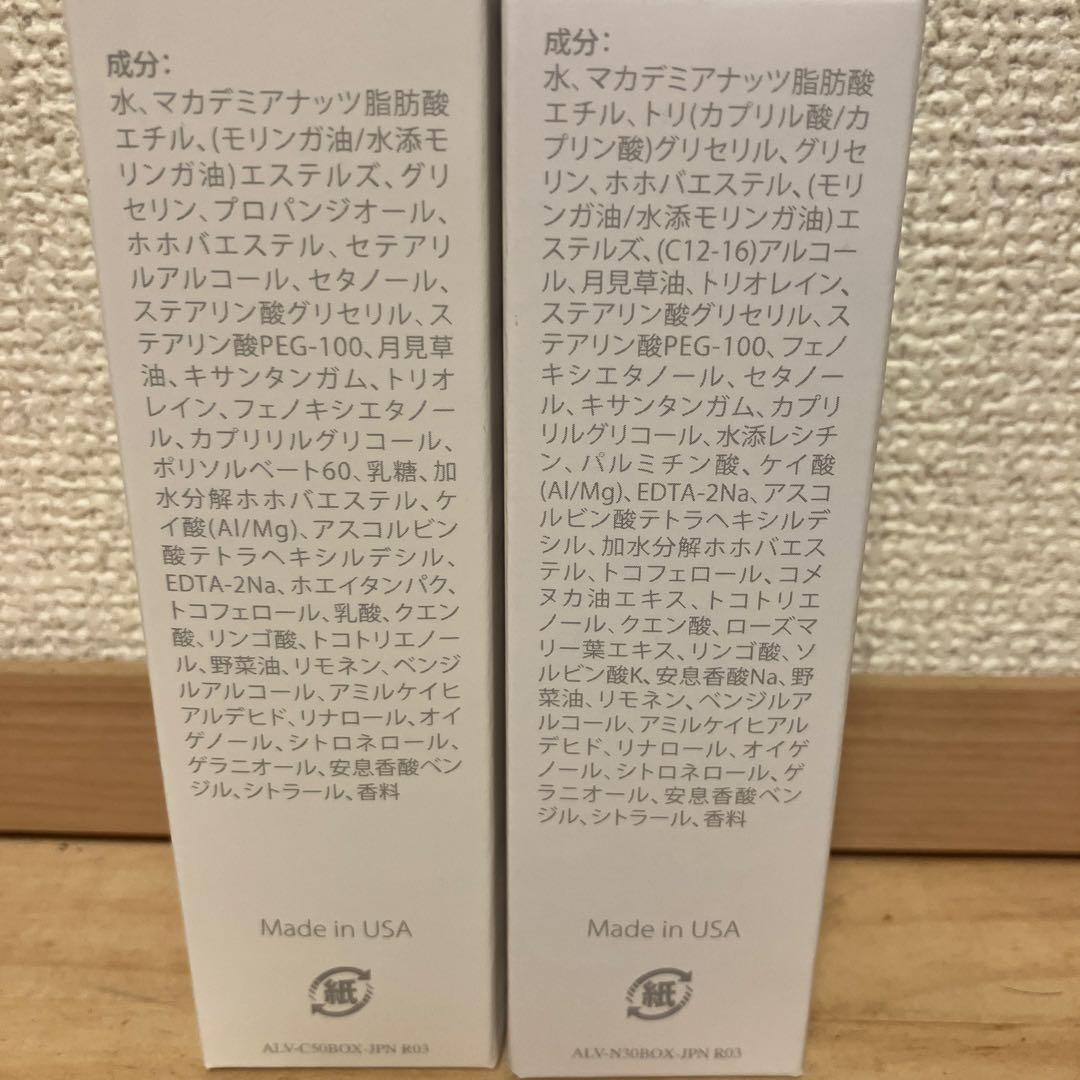 成分:
水、マカデミアナッツ脂肪酸
エチル、(モリンガ油/水添モ
リンガ油)エステルズ、グリ
セリン、プロパンジオール、
ホホバエステル、セテアリ
ルアルコール、セタノール、
ステアリン酸グリセリル、ス
テアリン酸PEG-100、月見草
油、キサンタンガム、トリオ
レイン、フェノキシエタノー
ル、カプリリルグリコール、
ポリソルベート60、乳糖、加
水分解ホホバエステル、ケ
イ酸(Al/Mg)、アスコルビン
酸テトラヘキシルデシル、
EDTA-2Na、ホエイタンパク、
トコフェロール、乳酸、クエン
酸、リンゴ酸、トコトリエノー
ル、野菜油、リモネン、ベンジ
ルアルコール、アミルケイヒ
アルデヒド、リナロール、オイ
ゲノール、シトロネロール、
ゲラニオール、安息香酸ベン
ジル、シトラール、香料
Made in USA
紙
ALV-C50BOX-JPN R03
成分:
水、マカデミアナッツ脂肪酸
エチル、トリ(カプリル酸/カ
プリン酸)グリセリル、グリセ
リン、ホホバエステル、(モリ
ンガ油/水添モリンガ油)エ
ステルズ、(C12-16)アルコー
ル、月見草油、トリオレイン、
ステアリン酸グリセリル、ス
テアリン酸PEG-100、フェノ
キシエタノール、セタノー
ル、キサンタンガム、カプリ
リルグリコール、水添レシチ
ン、パルミチン酸、ケイ酸
(Al/Mg)、EDTA-2Na、アスコ
ルビン酸テトラヘキシルデ
シル、加水分解ホホバエス
テル、トコフェロール、コメ
ヌカ油エキス、トコトリエ
ノール、クエン酸、ローズマ
リー葉エキス、リンゴ酸、ソ
ルビン酸K、安息香酸Na、野
菜油、リモネン、ベンジルア
ルコール、アミルケイヒアル
デヒド、リナロール、オイゲ
ノール、シトロネロール、ゲ
ラニオール、安息香酸ベン
ジル、シトラール、香料
Made in USA
紙
ALV-N30BOX-JPN R03